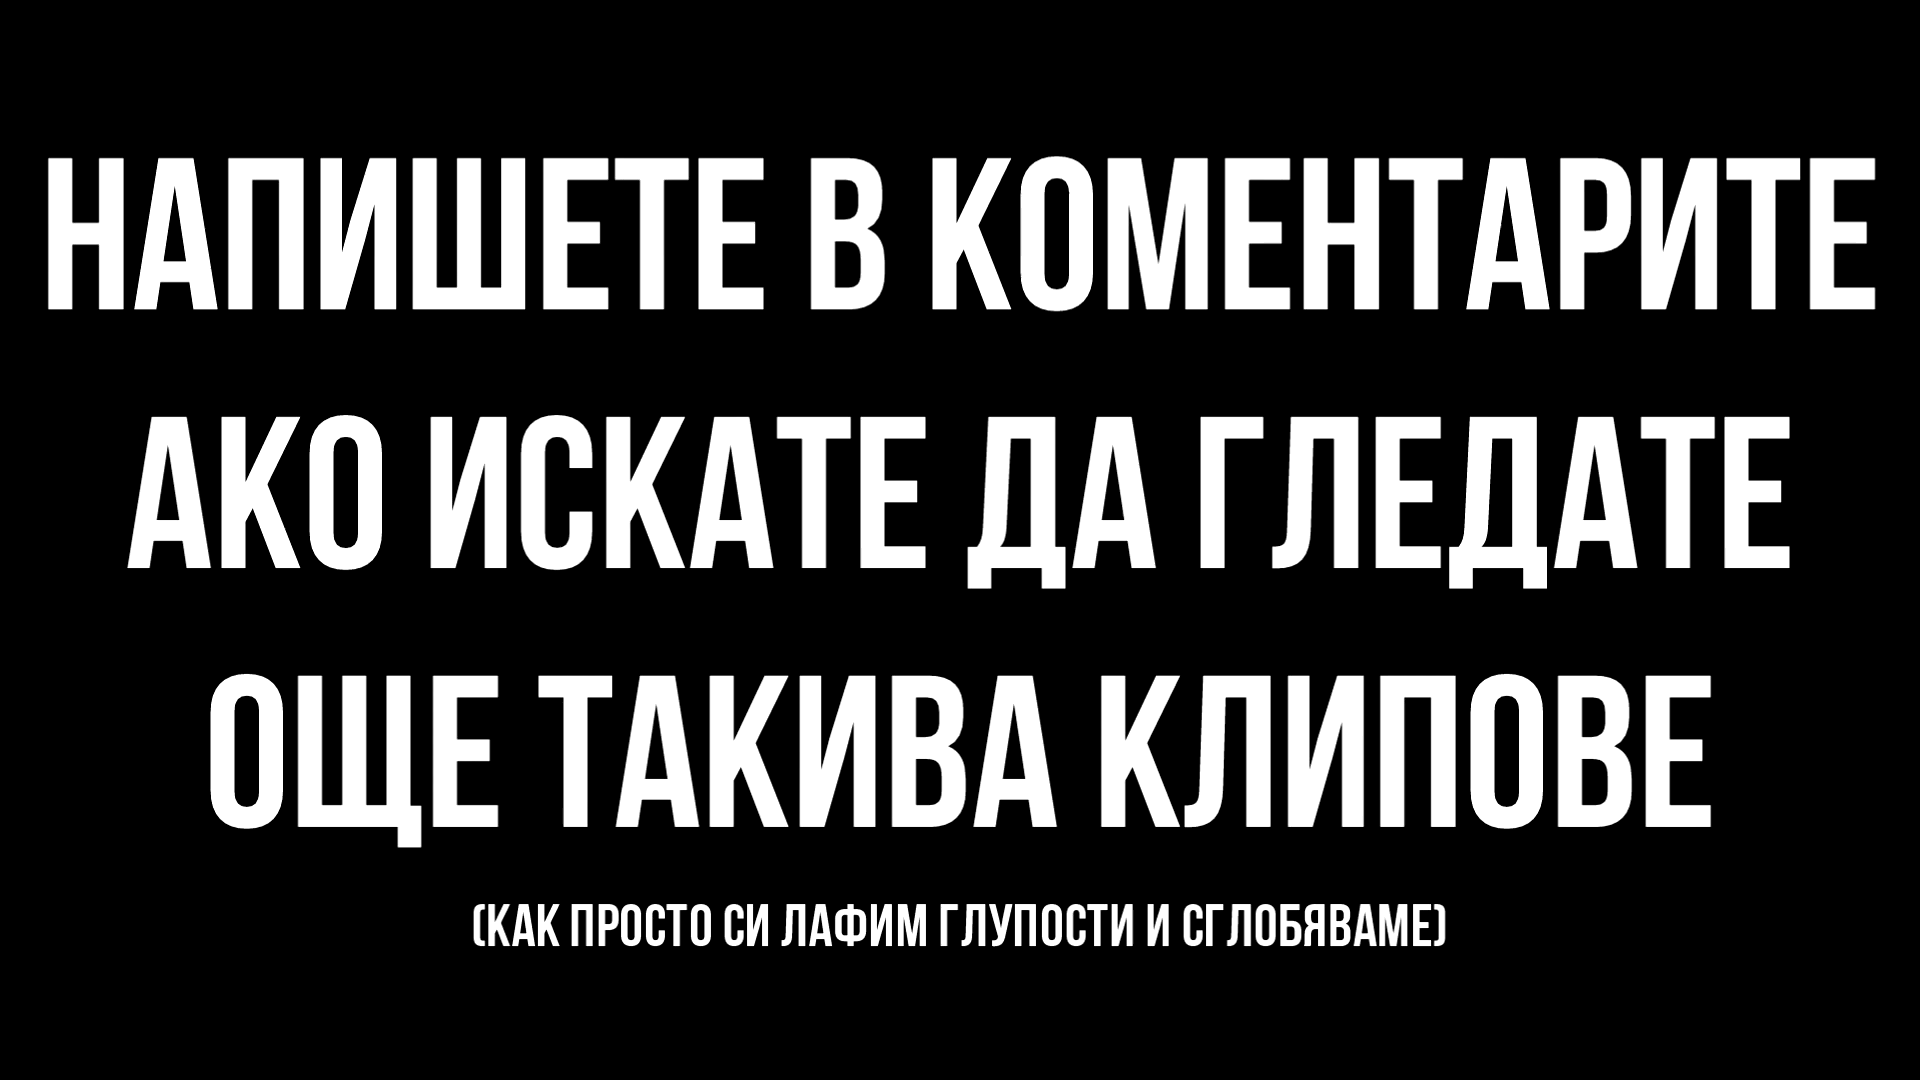 НАПИШЕТЕ В КОМЕНТАРИТЕ
АКО ИСКАТЕ ДА ГЛЕДАТЕ
ОЩЕ ТАКИВА КЛИПОВЕ
(КАК ПРОСТО СИ ЛАФИМ ГЛУПОСТИ И СГЛОБЯВАМЕ)